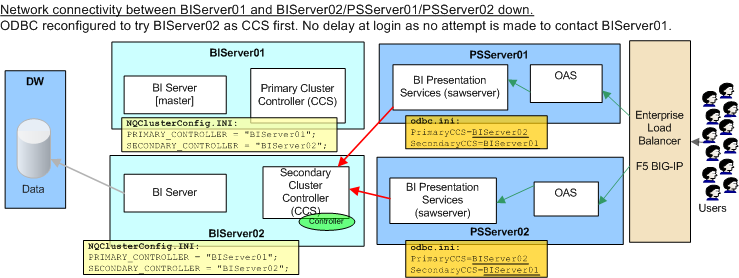 Network connectivity between BIServer01 and BIServer02/PSServer01/PSServer02 down.
ODBC reconfigured to try BIServer02 as CCS first. No delay at login as no attempt is made to contact BIServer01.
DW
Data
BIServer01
BI Server
[master]
Primary Cluster
Controller (CCS)
NQClusterConfig.INI:
PRIMARY_CONTROLLER = "BIServer01";
SECONDARY_CONTROLLER = "BIServer02";
PSServer01
BI Presentation
Services (sawserver)
OAS
odbc.ini:
PrimaryCCS=BIServer02
SecondaryCCS=BIServer01
BI Server
Secondary
Cluster
Controller
(CCS)
Controller
BIServer02
NQClusterConfig.INI:
PRIMARY_CONTROLLER = "BIServer01";
SECONDARY_CONTROLLER = "BIServer02";
BI Presentation
Services
(sawserver)
OAS
PSServer02
odbc.ini:
PrimaryCCS=BIServer02
SecondaryCCS=BIServer01
Enterprise
Load
Balancer
F5 BIG-IP
Users